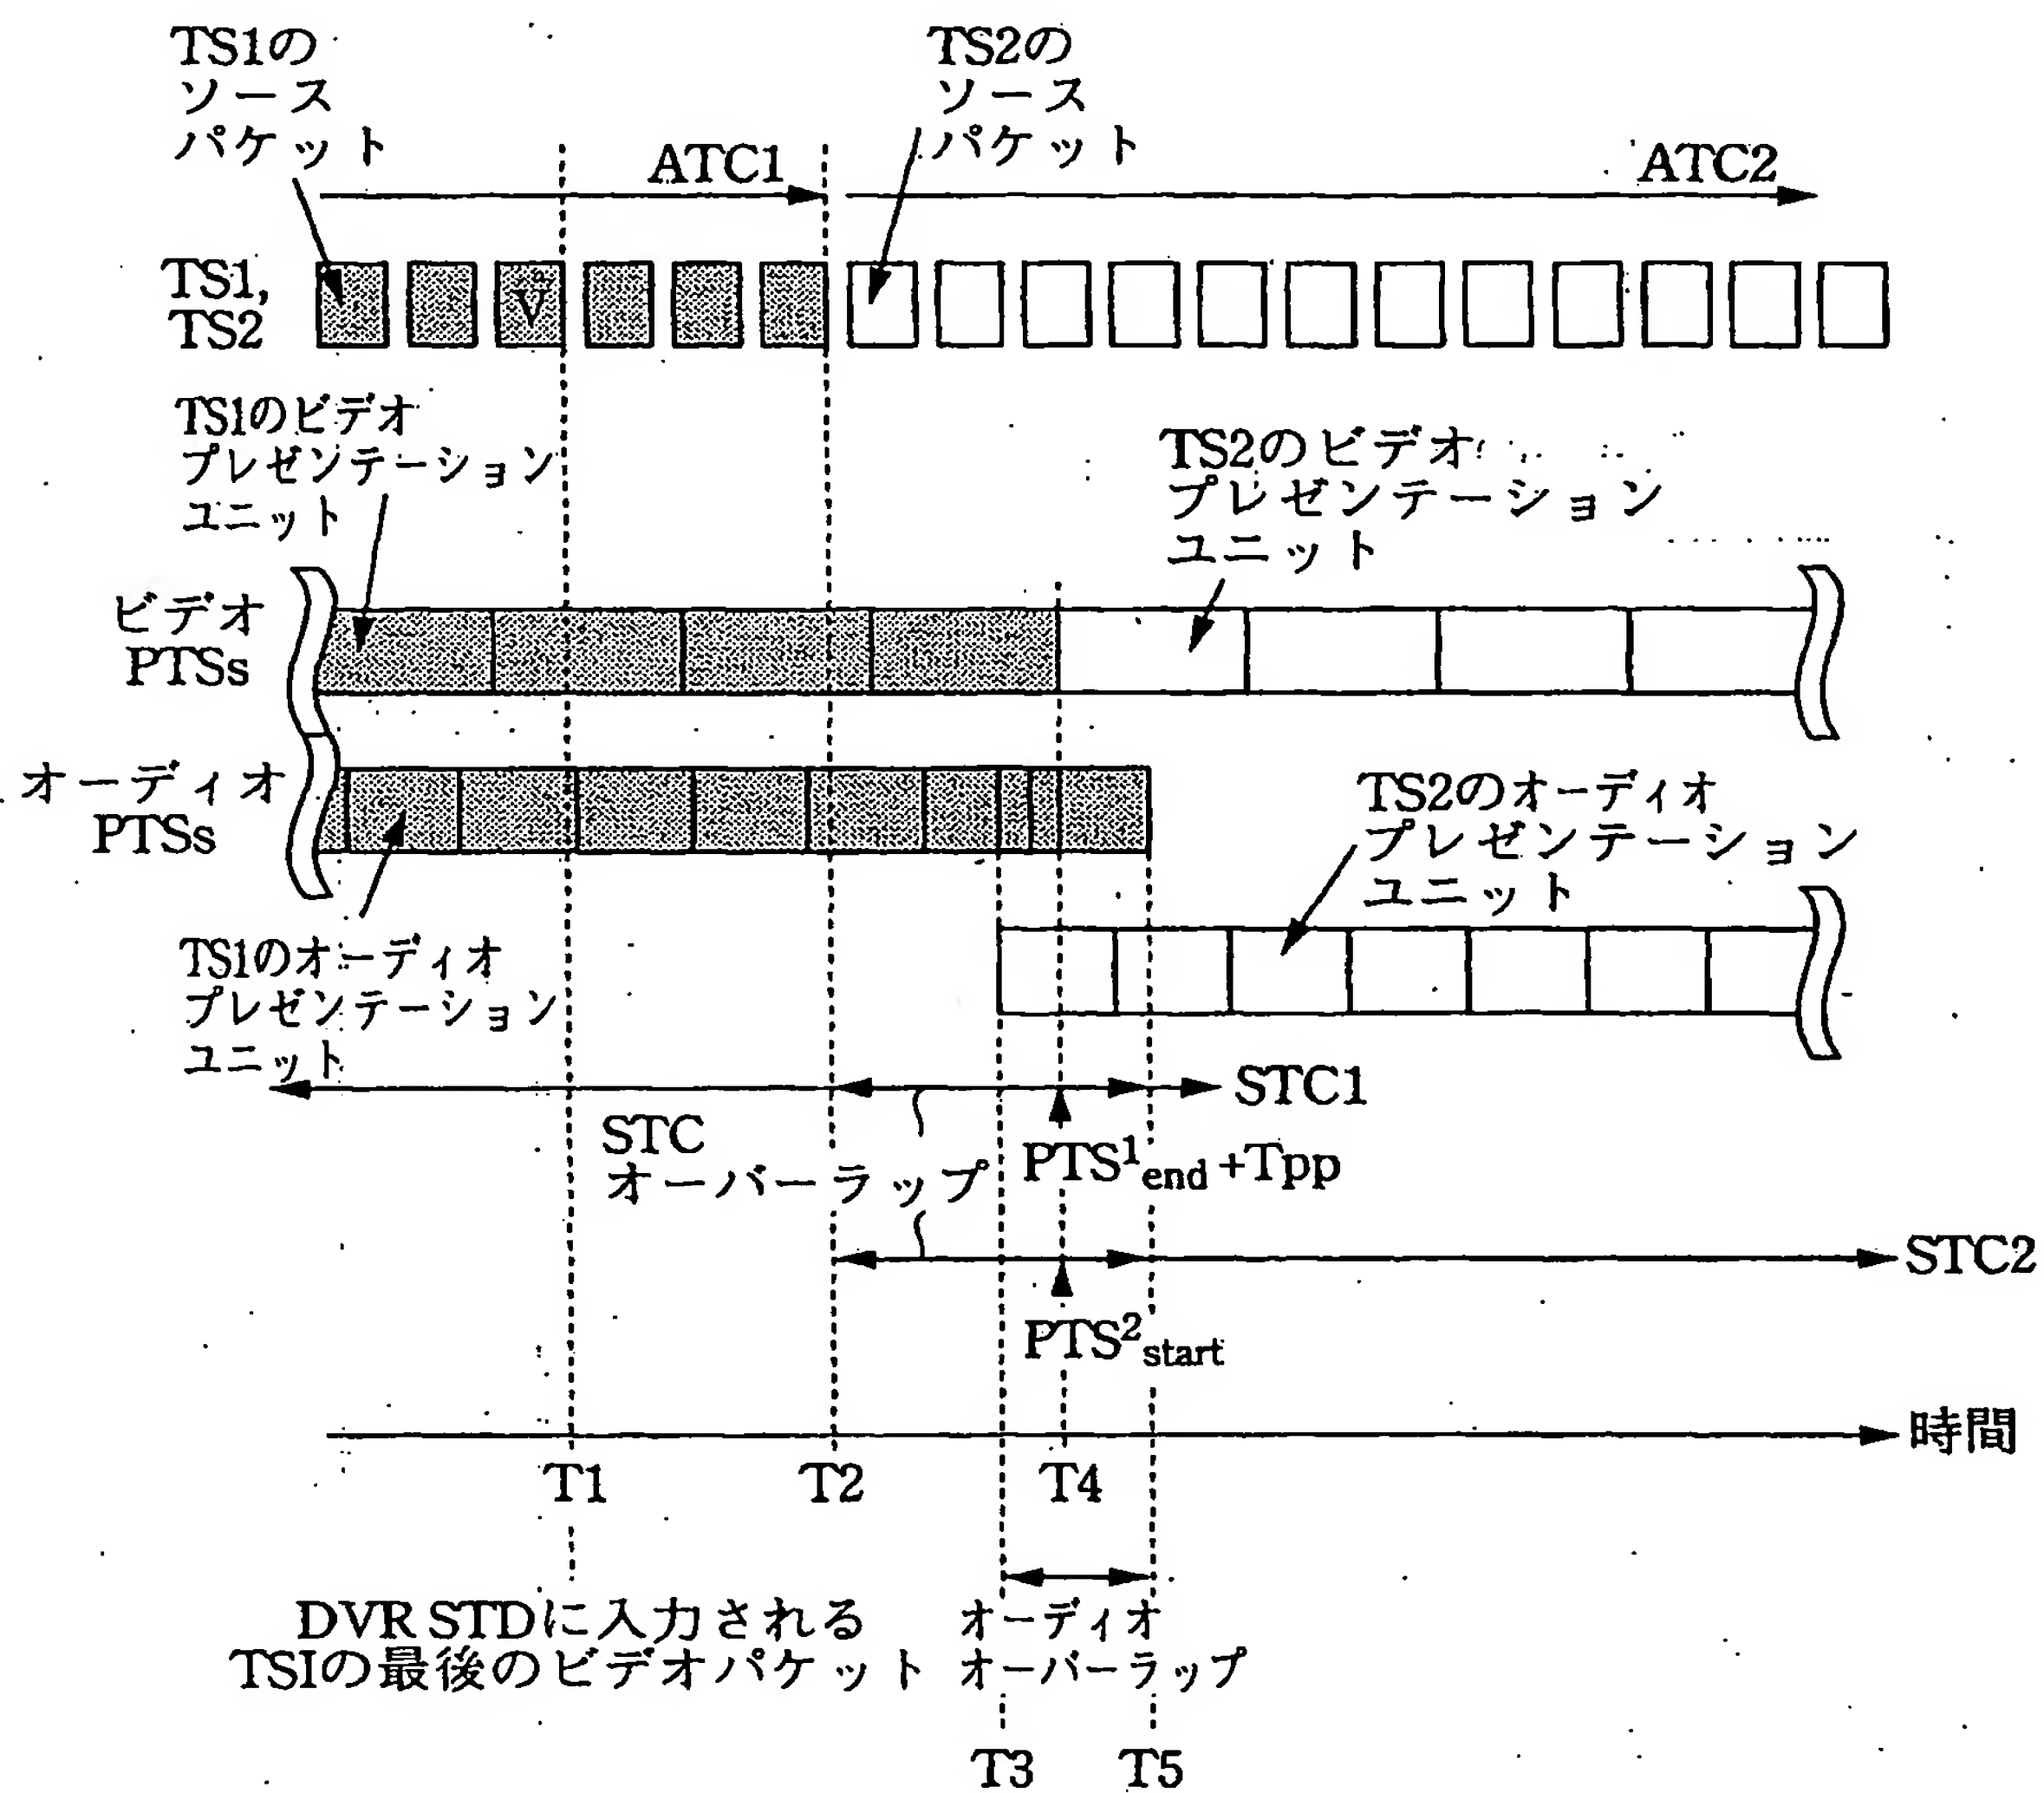 TS1の
ソース
パケット
TS2の
ソース
パケット
ATC1
ATC2
TS1,
TS2
V
TS1のビデオ
プレゼンテーション
ユニット
TS2のビデオ
プレゼンテーション
ユニット
ビデオ
PTSs
オーディオ
PTSs
TS2のオーディオ
プレゼンテーション
ユニット
TS1のオーディオ
プレゼンテーション
ユニット
STC1
STC
オーバーラップ
PTS¹end+Tpp
STC2
PTS²start
時間
T1
T2
T4
DVR STDに入力される
TSIの最後のビデオパケット
オーディオ
オーバーラップ
T3
T5